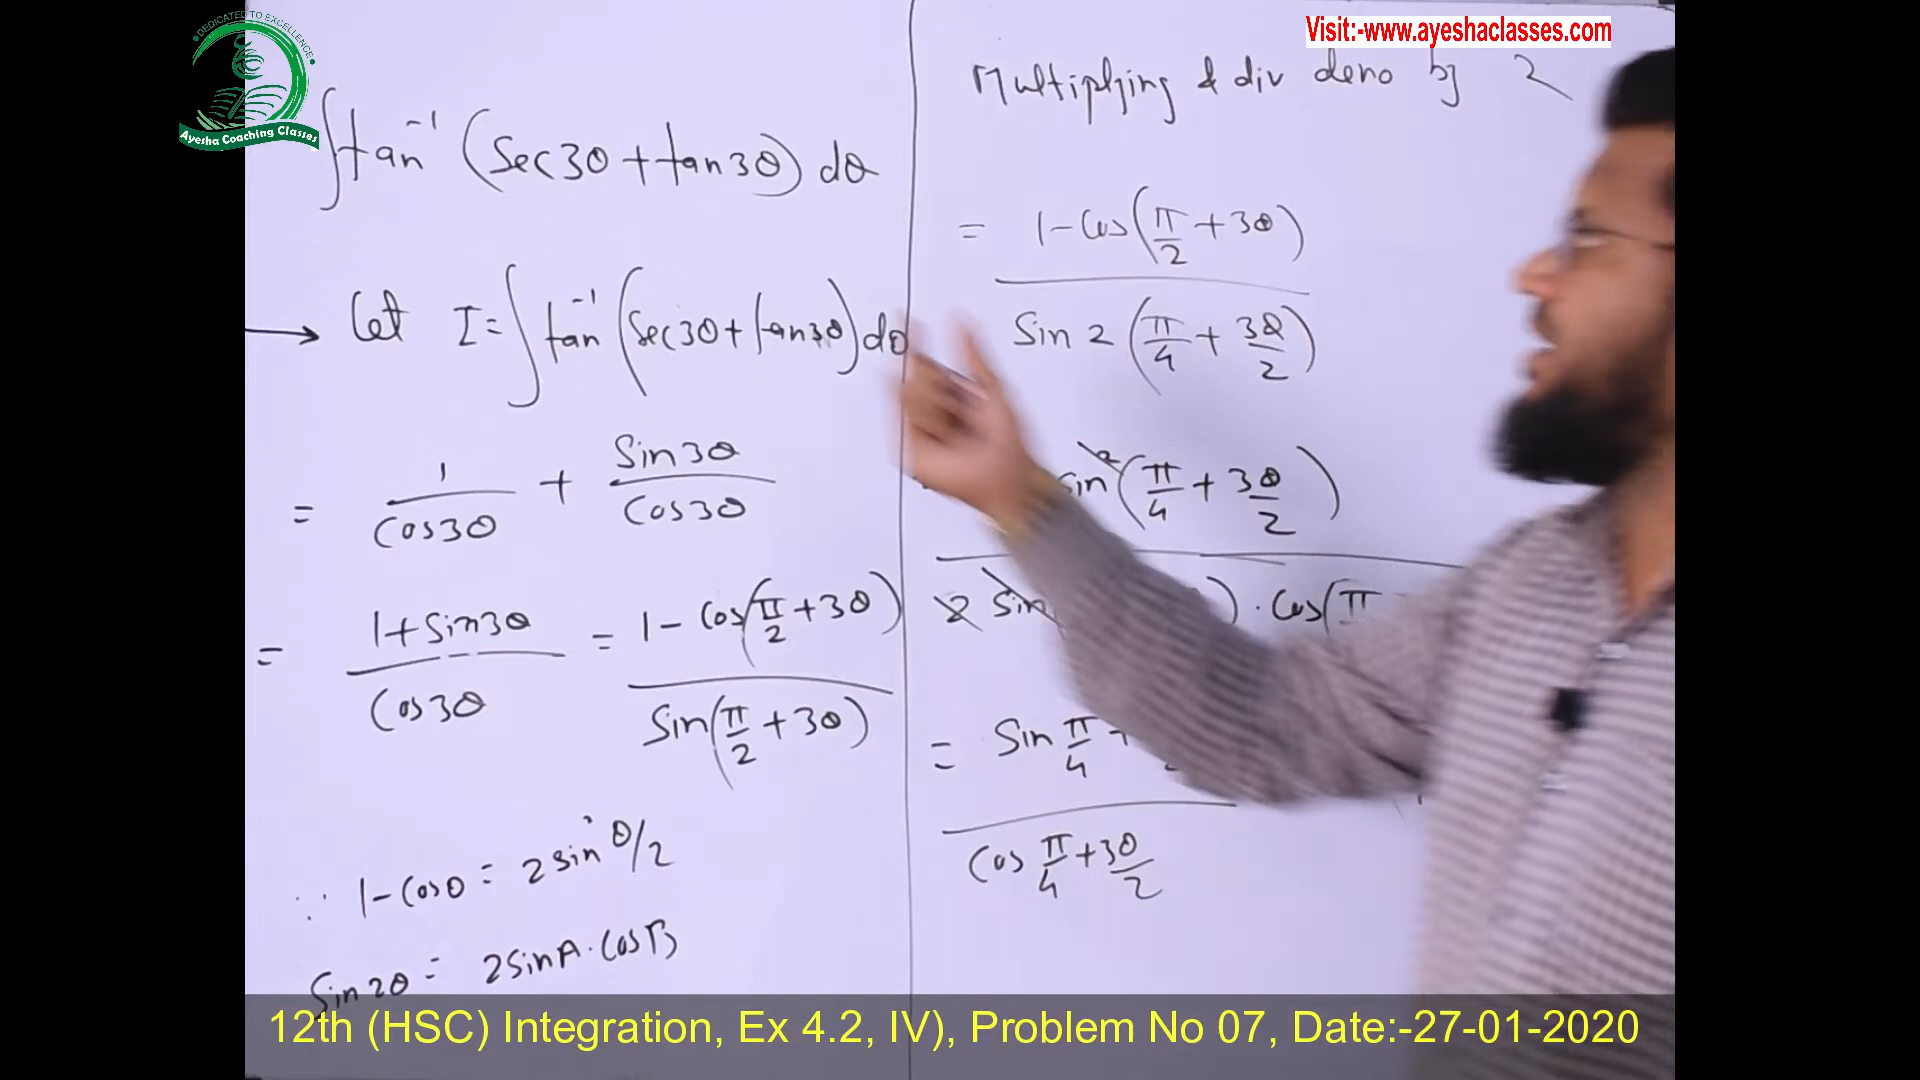 DEDICATED TO EXCELLENCE
Ayesha Coaching Classes
Visit:-www.ayeshaclasses.com
∫tan⁻¹ (Sec3θ + tan3θ) dθ
→ Let I = ∫tan⁻¹ (Sec3θ + tan3θ) dθ
= 1/Cos3θ + Sin3θ/Cos3θ
= 1+Sin3θ/Cos3θ = 1-Cos(π/2 + 3θ)/Sin(π/2 + 3θ)
∵ 1-Cosθ = 2sin²θ/2
Sin2θ = 2SinA·CosB
Multiplying & div deno by 2
= 1-Cos(π/2 + 3θ)/Sin 2(π/4 + 3θ/2)
sin²(π/4 + 3θ/2)
2 Sin ) · Cos(π
= Sin π/4 +
Cos π/4 + 3θ/2
12th (HSC) Integration, Ex 4.2, IV), Problem No 07, Date:-27-01-2020